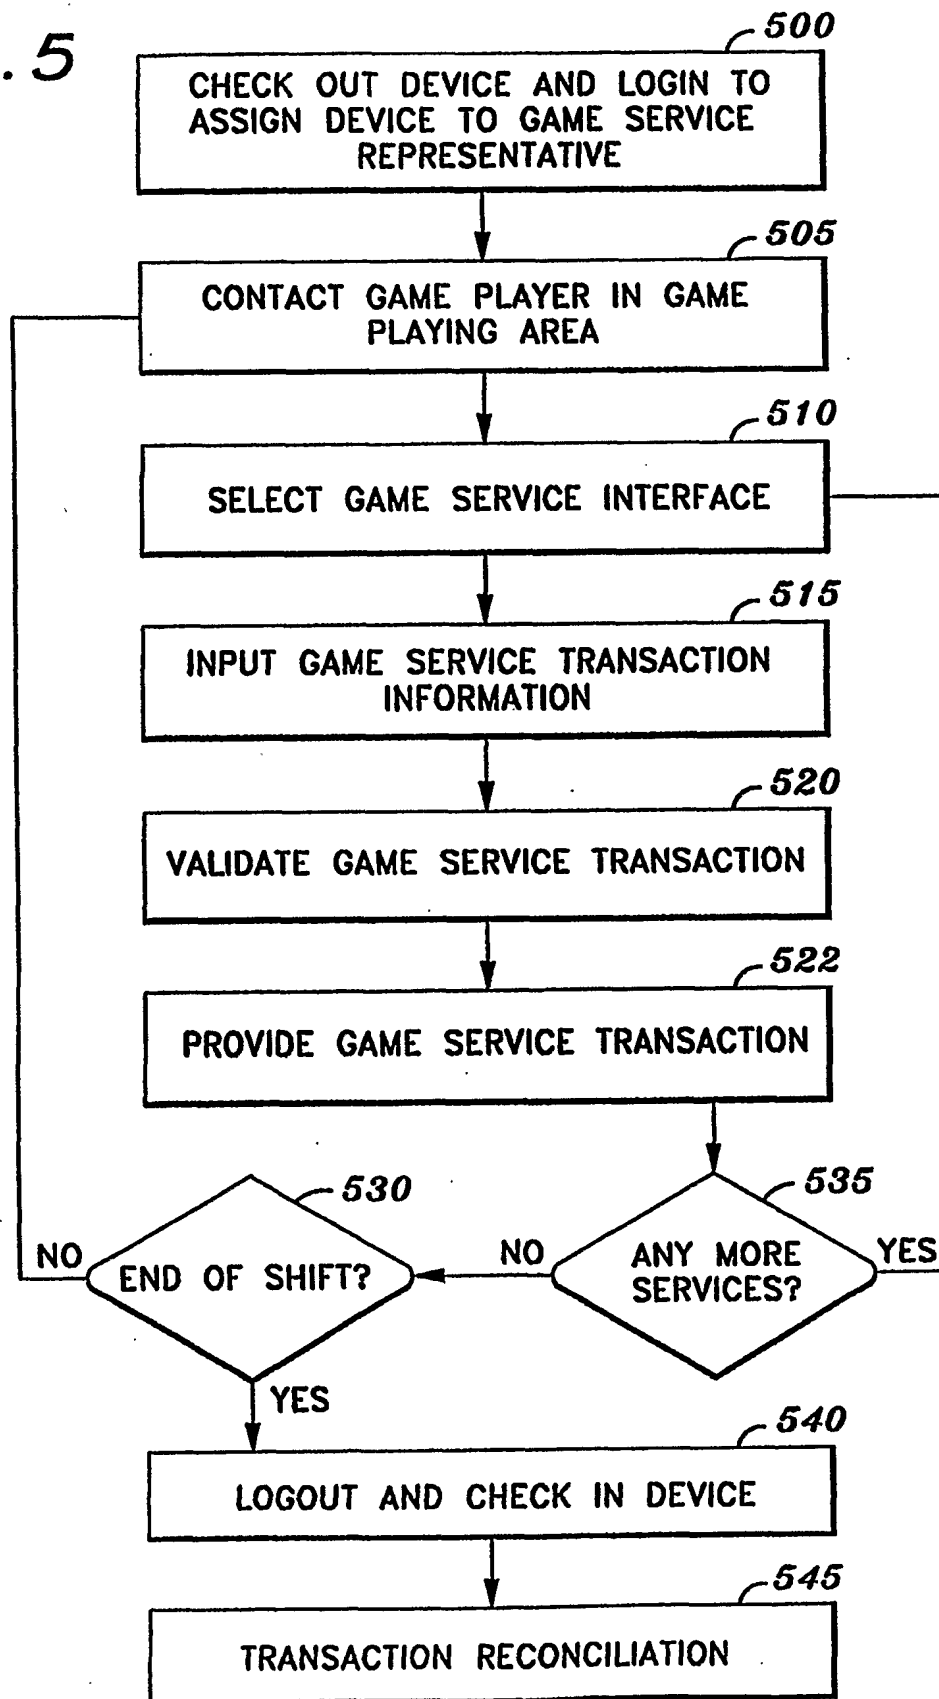 . 5
500
CHECK OUT DEVICE AND LOGIN TO
ASSIGN DEVICE TO GAME SERVICE
REPRESENTATIVE
505
CONTACT GAME PLAYER IN GAME
PLAYING AREA
510
SELECT GAME SERVICE INTERFACE
515
INPUT GAME SERVICE TRANSACTION
INFORMATION
520
VALIDATE GAME SERVICE TRANSACTION
522
PROVIDE GAME SERVICE TRANSACTION
530
535
NO
END OF SHIFT?
NO
ANY MORE
SERVICES?
YES
YES
540
LOGOUT AND CHECK IN DEVICE
545
TRANSACTION RECONCILIATION